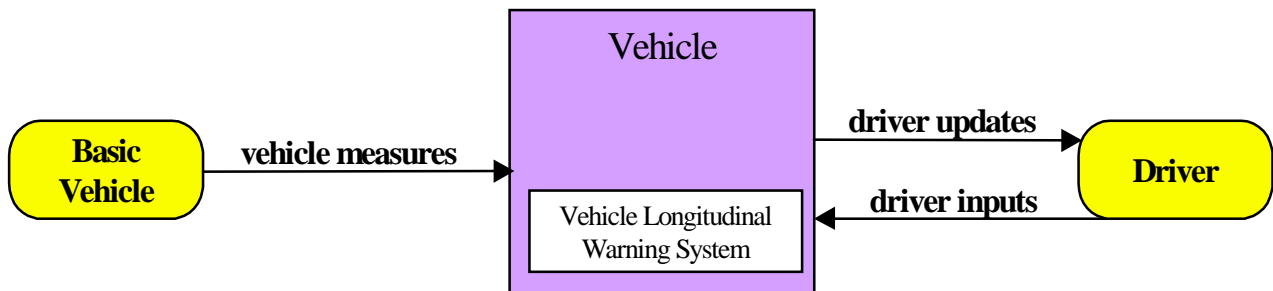 Vehicle
Basic
Vehicle
vehicle measures
driver updates
Driver
driver inputs
Vehicle Longitudinal
Warning System